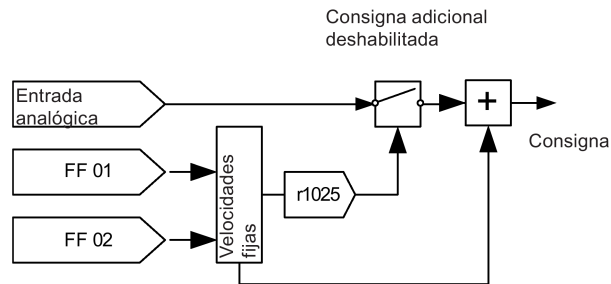 Consigna adicional
deshabilitada
Entrada
analógica
+
Consigna
FF 01
Velocidades
fijas
r1025
FF 02